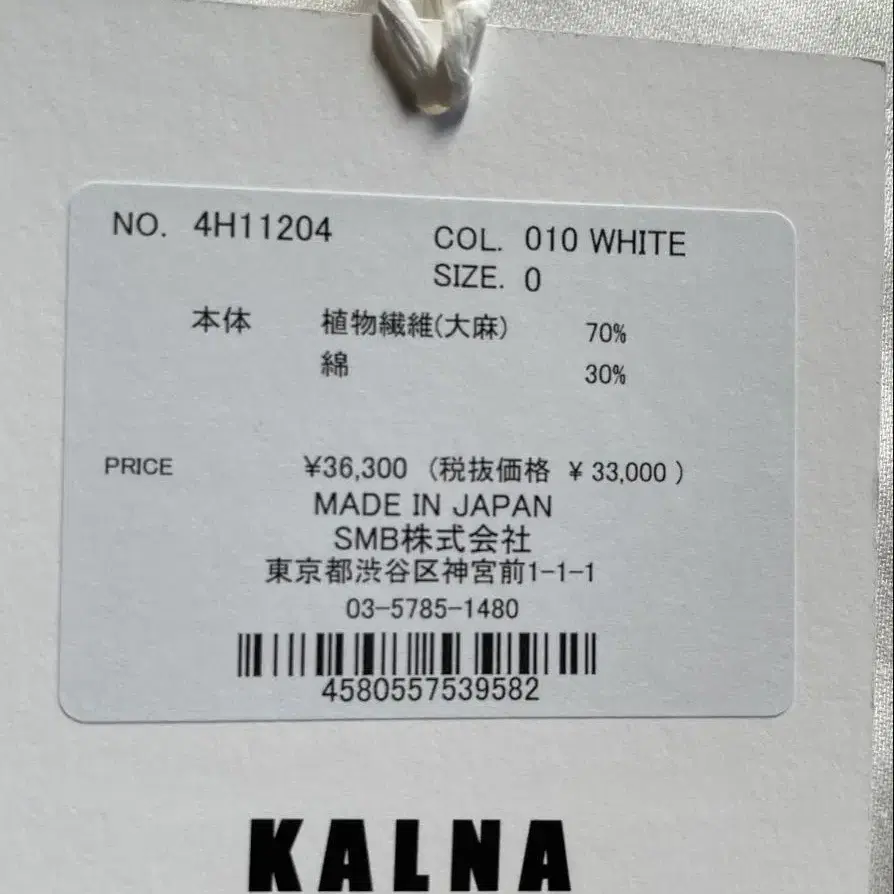 NO. 4H11204 COL. 010 WHITE
SIZE. 0
本体 植物繊維(大麻) 70%
綿 30%
PRICE ¥36,300 (税抜価格 ¥ 33,000 )
MADE IN JAPAN
SMB株式会社
東京都渋谷区神宮前1-1-1
03-5785-1480
4580557539582
KALNA